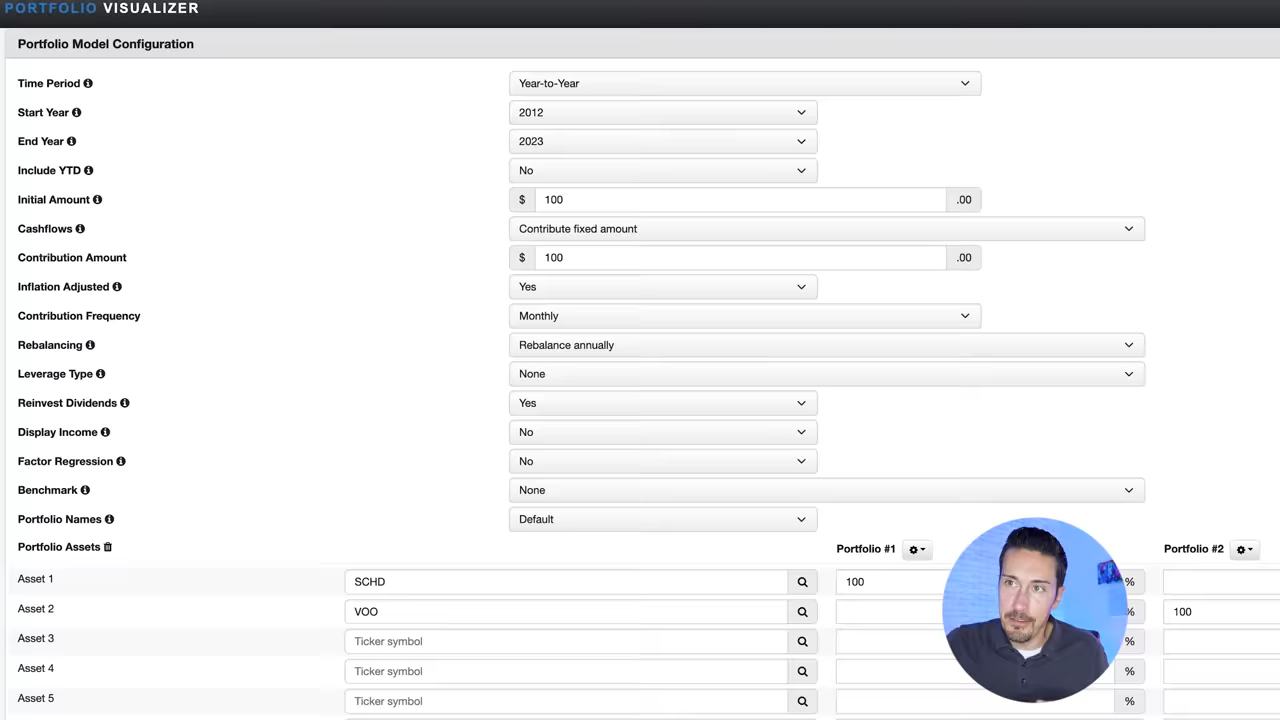 PORTFOLIO VISUALIZER
Portfolio Model Configuration
Time Period Year-to-Year
Start Year 2012
End Year 2023
Include YTD No
Initial Amount $ 100 .00
Cashflows Contribute fixed amount
Contribution Amount $ 100 .00
Inflation Adjusted Yes
Contribution Frequency Monthly
Rebalancing Rebalance annually
Leverage Type None
Reinvest Dividends Yes
Display Income No
Factor Regression No
Benchmark None
Portfolio Names Default
Portfolio Assets Portfolio #1 Portfolio #2
Asset 1 SCHD 100 %
Asset 2 VOO % 100
Asset 3 Ticker symbol %
Asset 4 Ticker symbol %
Asset 5 Ticker symbol %